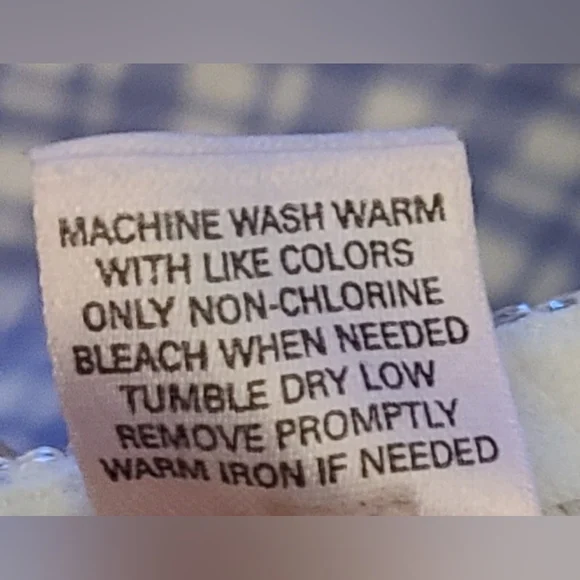 MACHINE WASH WARM
WITH LIKE COLORS
ONLY NON-CHLORINE
BLEACH WHEN NEEDED
TUMBLE DRY LOW
REMOVE PROMPTLY
WARM IRON IF NEEDED